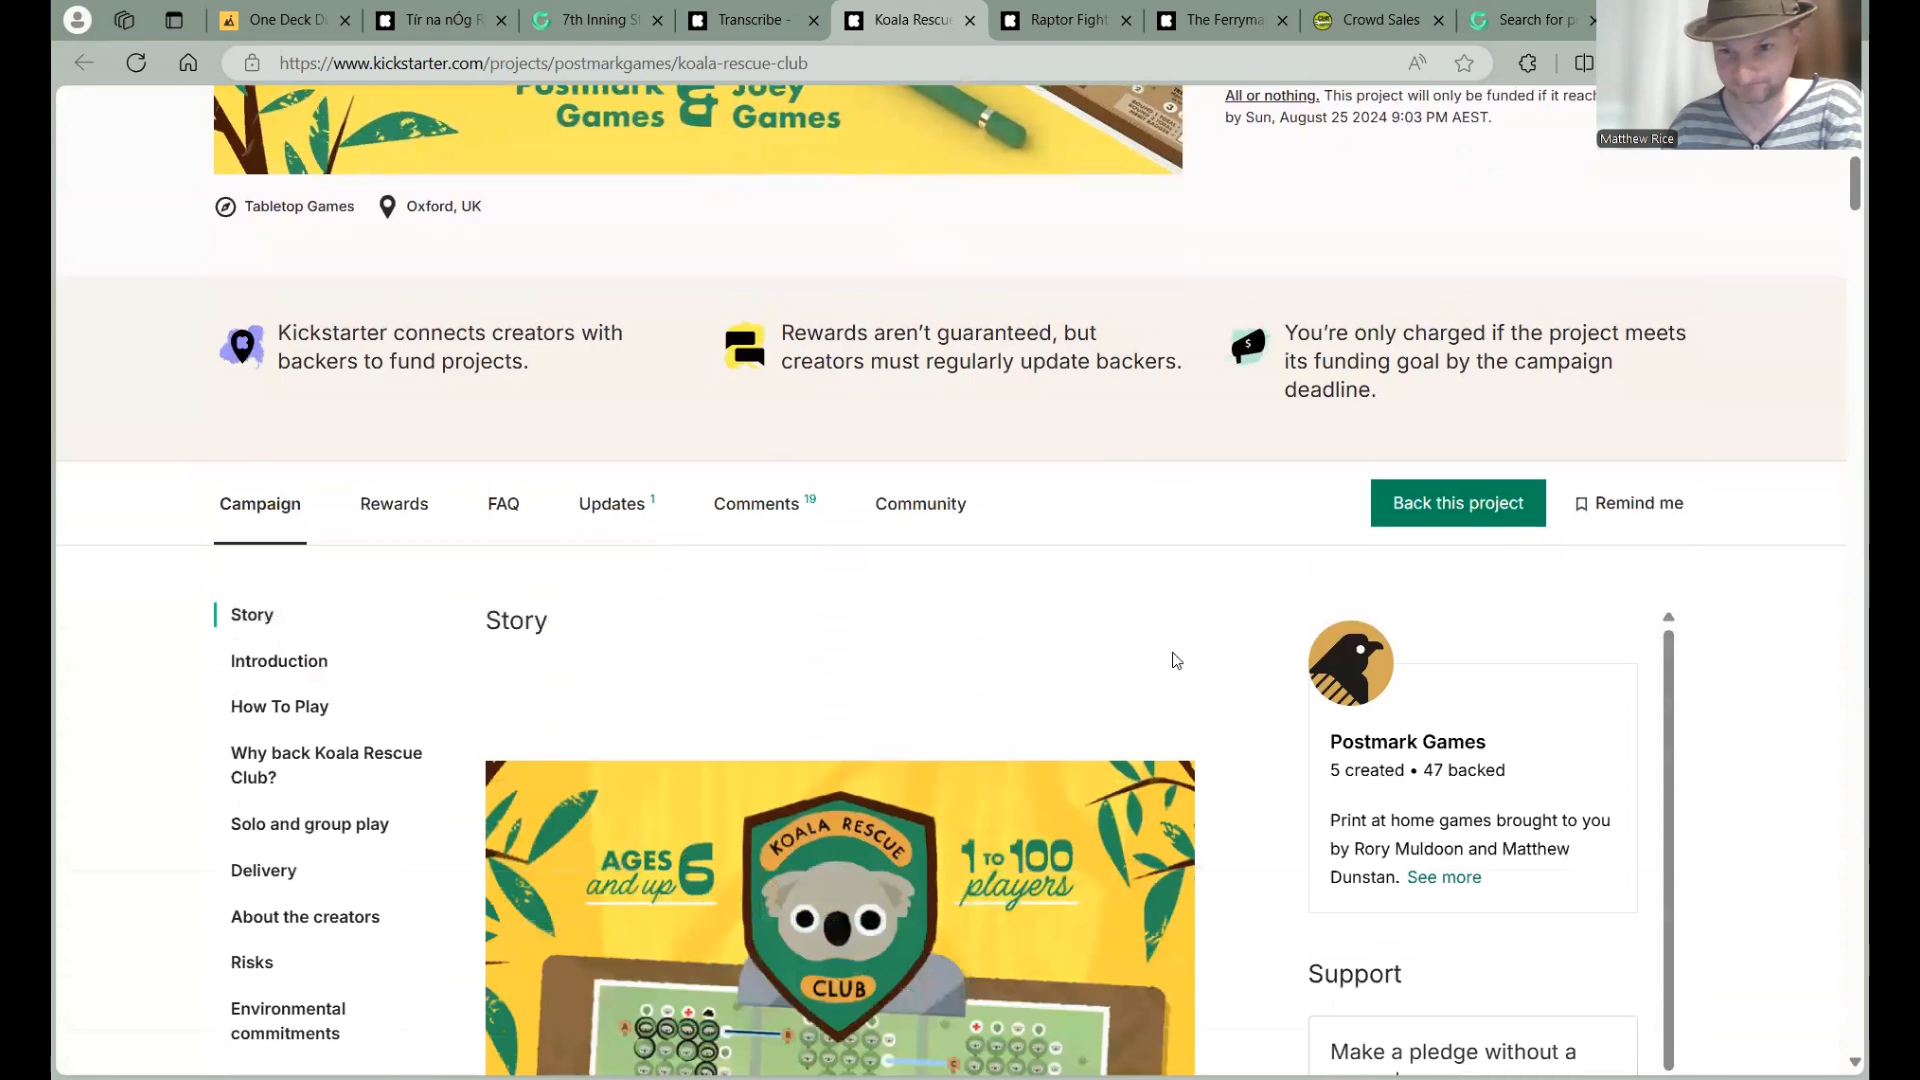 One Deck D
Tír na nÓg R
7th Inning S
Transcribe -
Koala Rescue
Raptor Fight
The Ferryma
Crowd Sales
Search for p
https://www.kickstarter.com/projects/postmarkgames/koala-rescue-club
Matthew Rice
Postmark & Joey
Games Games
All or nothing. This project will only be funded if it reac
by Sun, August 25 2024 9:03 PM AEST.
Tabletop Games
Oxford, UK
Kickstarter connects creators with
backers to fund projects.
Rewards aren't guaranteed, but
creators must regularly update backers.
You're only charged if the project meets
its funding goal by the campaign
deadline.
Campaign
Rewards
FAQ
Updates 1
Comments 19
Community
Back this project
Remind me
Story
Introduction
How To Play
Why back Koala Rescue
Club?
Solo and group play
Delivery
About the creators
Risks
Environmental
commitments
Story
AGES 6
and up
KOALA RESCUE
CLUB
1 TO 100
players
A
B
C
Postmark Games
5 created • 47 backed
Print at home games brought to you
by Rory Muldoon and Matthew
Dunstan. See more
Support
Make a pledge without a